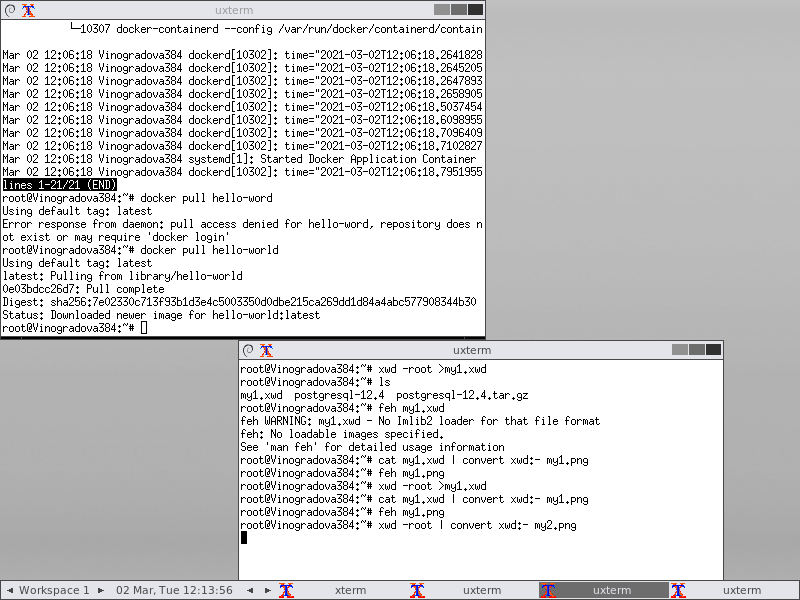 uxterm
└─10307 docker-containerd --config /var/run/docker/containerd/contain
Mar 02 12:06:18 Vinogradova384 dockerd[10302]: time="2021-03-02T12:06:18.2641828
Mar 02 12:06:18 Vinogradova384 dockerd[10302]: time="2021-03-02T12:06:18.2645205
Mar 02 12:06:18 Vinogradova384 dockerd[10302]: time="2021-03-02T12:06:18.2647893
Mar 02 12:06:18 Vinogradova384 dockerd[10302]: time="2021-03-02T12:06:18.2658905
Mar 02 12:06:18 Vinogradova384 dockerd[10302]: time="2021-03-02T12:06:18.5037454
Mar 02 12:06:18 Vinogradova384 dockerd[10302]: time="2021-03-02T12:06:18.6098955
Mar 02 12:06:18 Vinogradova384 dockerd[10302]: time="2021-03-02T12:06:18.7096409
Mar 02 12:06:18 Vinogradova384 dockerd[10302]: time="2021-03-02T12:06:18.7102827
Mar 02 12:06:18 Vinogradova384 systemd[1]: Started Docker Application Container
Mar 02 12:06:18 Vinogradova384 dockerd[10302]: time="2021-03-02T12:06:18.7951955
lines 1-21/21 (END)
root@Vinogradova384:~# docker pull hello-word
Using default tag: latest
Error response from daemon: pull access denied for hello-word, repository does n
ot exist or may require 'docker login'
root@Vinogradova384:~# docker pull hello-world
Using default tag: latest
latest: Pulling from library/hello-world
0e03bdcc26d7: Pull complete
Digest: sha256:7e02330c713f93b1d3e4c5003350d0dbe215ca269dd1d84a4abc577908344b30
Status: Downloaded newer image for hello-world:latest
root@Vinogradova384:~#
uxterm
root@Vinogradova384:~# xwd -root >my1.xwd
root@Vinogradova384:~# ls
my1.xwd  postgresql-12.4  postgresql-12.4.tar.gz
root@Vinogradova384:~# feh my1.xwd
feh WARNING: my1.xwd - No Imlib2 loader for that file format
feh: No loadable images specified.
See 'man feh' for detailed usage information
root@Vinogradova384:~# cat my1.xwd | convert xwd:- my1.png
root@Vinogradova384:~# feh my1.png
root@Vinogradova384:~# xwd -root >my1.xwd
root@Vinogradova384:~# cat my1.xwd | convert xwd:- my1.png
root@Vinogradova384:~# feh my1.png
root@Vinogradova384:~# xwd -root | convert xwd:- my2.png
Workspace 1 02 Mar, Tue 12:13:56 xterm uxterm uxterm uxterm